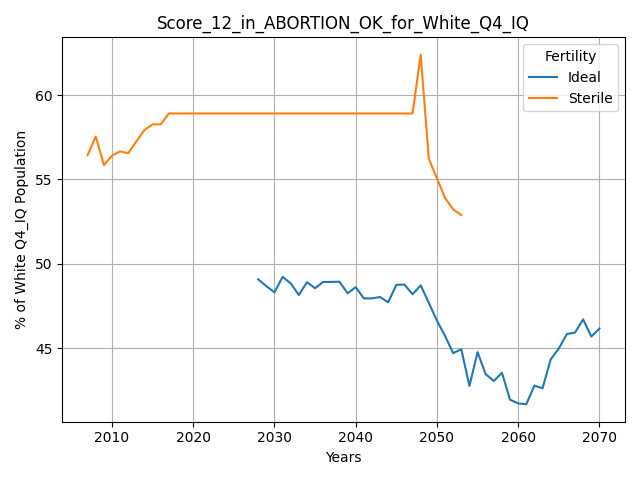 Score_12_in_ABORTION_OK_for_White_Q4_IQ
Fertility
Ideal
Sterile
% of White Q4_IQ Population
60
55
50
45
2010 2020 2030 2040 2050 2060 2070
Years